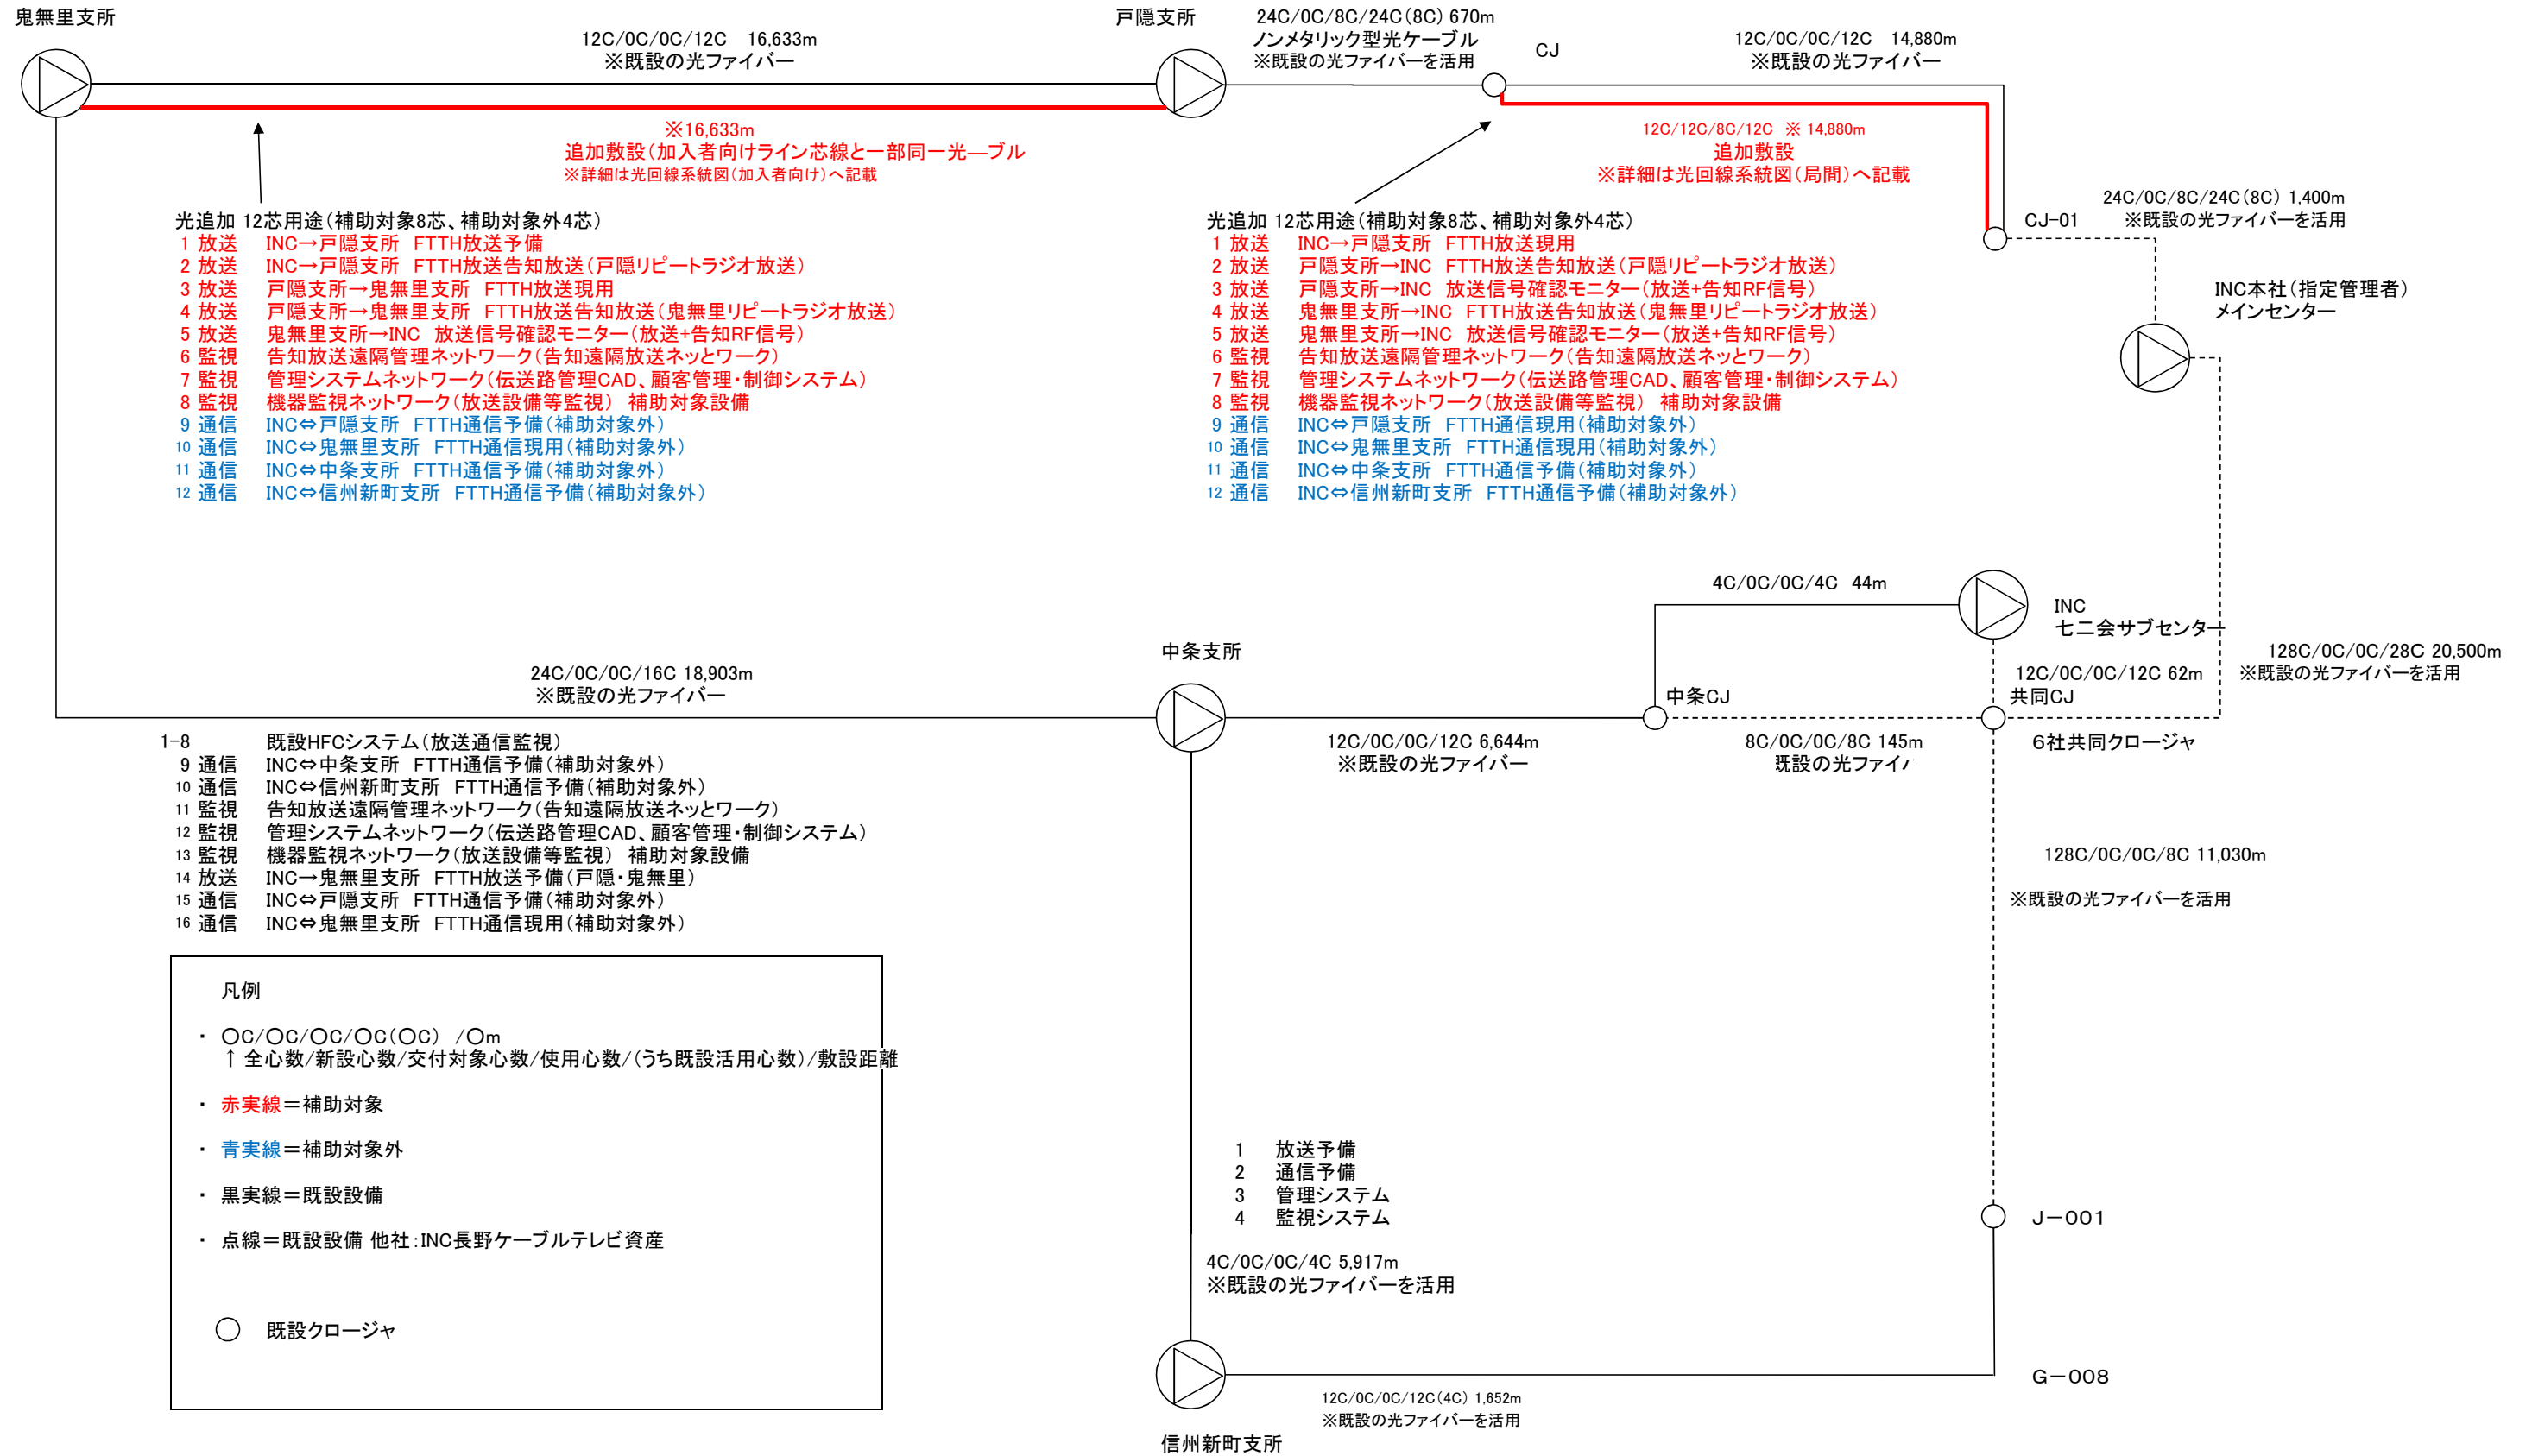 鬼無里支所
12C/0C/0C/12C 16,633m
※既設の光ファイバー
戸隠支所
24C/0C/8C/24C(8C) 670m
ノンメタリック型光ケーブル
※既設の光ファイバーを活用
CJ
12C/0C/0C/12C 14,880m
※既設の光ファイバー
※16,633m
追加敷設(加入者向けライン芯線と一部同一光―ブル
※詳細は光回線系統図(加入者向け)へ記載
12C/12C/8C/12C ※ 14,880m
追加敷設
※詳細は光回線系統図(局間)へ記載
24C/0C/8C/24C(8C) 1,400m
※既設の光ファイバーを活用
CJ-01
INC本社(指定管理者)
メインセンター
光追加 12芯用途(補助対象8芯、補助対象外4芯)
1 放送 INC→戸隠支所 FTTH放送予備
2 放送 INC→戸隠支所 FTTH放送告知放送(戸隠リピートラジオ放送)
3 放送 戸隠支所→鬼無里支所 FTTH放送現用
4 放送 戸隠支所→鬼無里支所 FTTH放送告知放送(鬼無里リピートラジオ放送)
5 放送 鬼無里支所→INC 放送信号確認モニター(放送+告知RF信号)
6 監視 告知放送遠隔管理ネットワーク(告知遠隔放送ネッとワーク)
7 監視 管理システムネットワーク(伝送路管理CAD、顧客管理・制御システム)
8 監視 機器監視ネットワーク(放送設備等監視) 補助対象設備
9 通信 INC⇔戸隠支所 FTTH通信予備(補助対象外)
10 通信 INC⇔鬼無里支所 FTTH通信現用(補助対象外)
11 通信 INC⇔中条支所 FTTH通信予備(補助対象外)
12 通信 INC⇔信州新町支所 FTTH通信予備(補助対象外)
光追加 12芯用途(補助対象8芯、補助対象外4芯)
1 放送 INC→戸隠支所 FTTH放送現用
2 放送 戸隠支所→INC FTTH放送告知放送(戸隠リピートラジオ放送)
3 放送 戸隠支所→INC 放送信号確認モニター(放送+告知RF信号)
4 放送 鬼無里支所→INC FTTH放送告知放送(鬼無里リピートラジオ放送)
5 放送 鬼無里支所→INC 放送信号確認モニター(放送+告知RF信号)
6 監視 告知放送遠隔管理ネットワーク(告知遠隔放送ネッとワーク)
7 監視 管理システムネットワーク(伝送路管理CAD、顧客管理・制御システム)
8 監視 機器監視ネットワーク(放送設備等監視) 補助対象設備
9 通信 INC⇔戸隠支所 FTTH通信現用(補助対象外)
10 通信 INC⇔鬼無里支所 FTTH通信現用(補助対象外)
11 通信 INC⇔中条支所 FTTH通信予備(補助対象外)
12 通信 INC⇔信州新町支所 FTTH通信予備(補助対象外)
4C/0C/0C/4C 44m
INC
七二会サブセンター
128C/0C/0C/28C 20,500m
※既設の光ファイバーを活用
24C/0C/0C/16C 18,903m
※既設の光ファイバー
中条支所
中条CJ
12C/0C/0C/12C 62m
共同CJ
12C/0C/0C/12C 6,644m
※既設の光ファイバー
8C/0C/0C/8C 145m
既設の光ファイバ
6社共同クロージャ
1-8 既設HFCシステム(放送通信監視)
9 通信 INC⇔中条支所 FTTH通信予備(補助対象外)
10 通信 INC⇔信州新町支所 FTTH通信予備(補助対象外)
11 監視 告知放送遠隔管理ネットワーク(告知遠隔放送ネッとワーク)
12 監視 管理システムネットワーク(伝送路管理CAD、顧客管理・制御システム)
13 監視 機器監視ネットワーク(放送設備等監視) 補助対象設備
14 放送 INC→鬼無里支所 FTTH放送予備(戸隠・鬼無里)
15 通信 INC⇔戸隠支所 FTTH通信予備(補助対象外)
16 通信 INC⇔鬼無里支所 FTTH通信現用(補助対象外)
128C/0C/0C/8C 11,030m
※既設の光ファイバーを活用
凡例
・ ○C/○C/○C/○C(○C) /○m
↑ 全心数/新設心数/交付対象心数/使用心数/(うち既設活用心数)/敷設距離
・ 赤実線=補助対象
・ 青実線=補助対象外
・ 黒実線=既設設備
・ 点線=既設設備 他社:INC長野ケーブルテレビ資産
既設クロージャ
1 放送予備
2 通信予備
3 管理システム
4 監視システム
4C/0C/0C/4C 5,917m
※既設の光ファイバーを活用
J-001
G-008
12C/0C/0C/12C(4C) 1,652m
※既設の光ファイバーを活用
信州新町支所